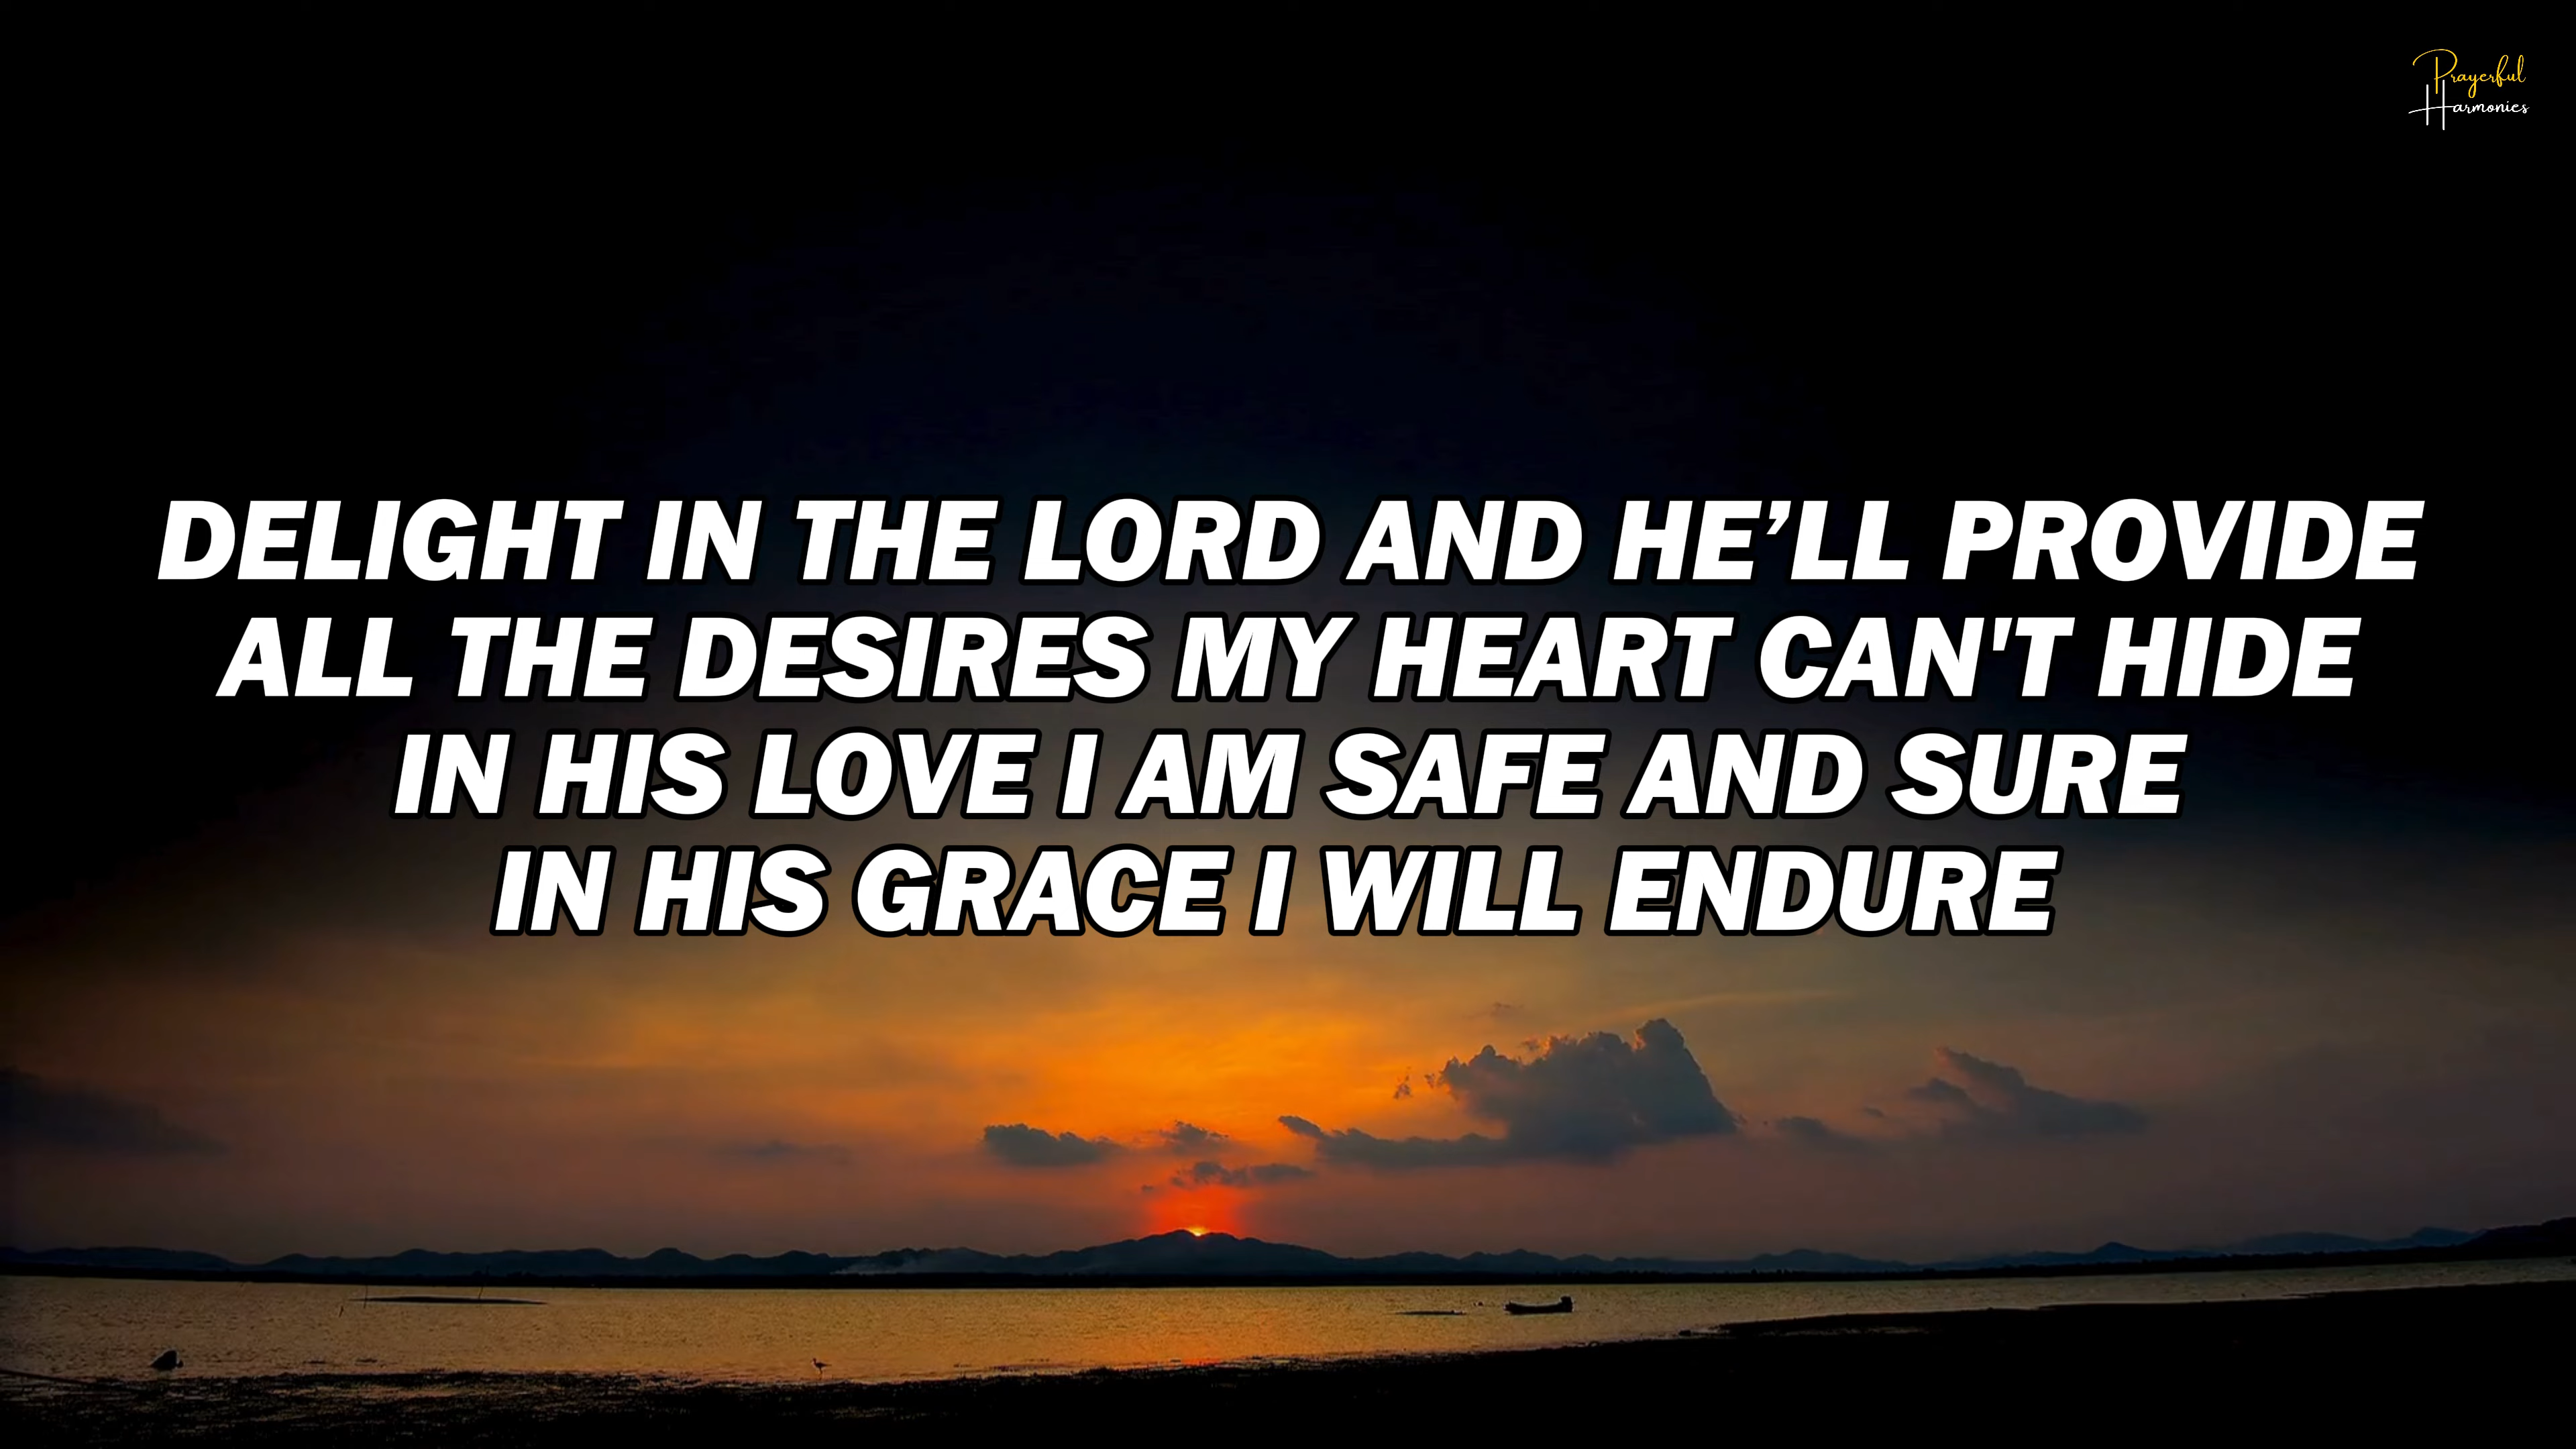 Prayerful
Harmonies
DELIGHT IN THE LORD AND HE’LL PROVIDE
ALL THE DESIRES MY HEART CAN'T HIDE
IN HIS LOVE I AM SAFE AND SURE
IN HIS GRACE I WILL ENDURE